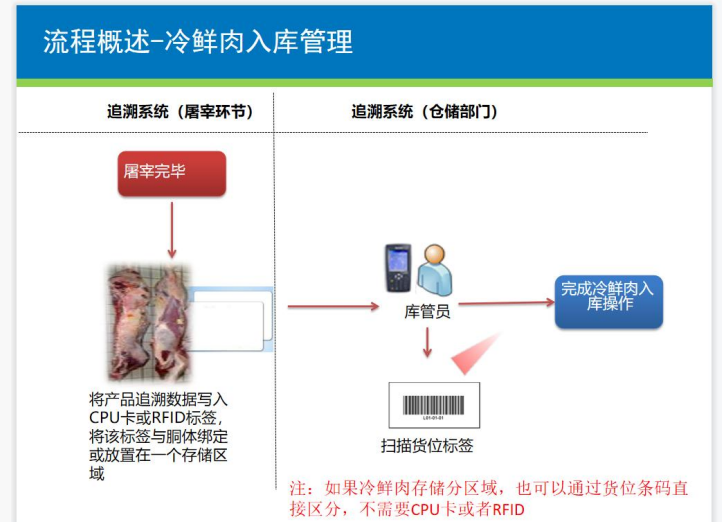 流程概述-冷鲜肉入库管理
追溯系统（屠宰环节）
追溯系统（仓储部门）
屠宰完毕
完成冷鲜肉入
库操作
库管员
将产品追溯数据写入
CPU卡或RFID标签，
将该标签与胴体绑定
或放置在一个存储区
域
L01-01-01
扫描货位标签
注：如果冷鲜肉存储分区域，也可以通过货位条码直
接区分，不需要CPU卡或者RFID